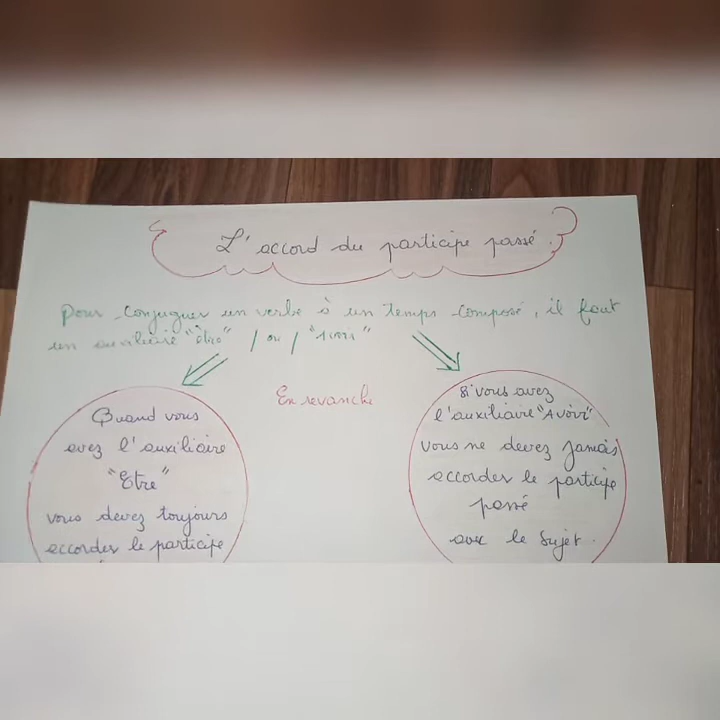 L'accord du participe passé.
Pour conjuguer un verbe à un temps composé, il faut
un auxiliaire "être" / ou / "avoir"
En revanche
Quand vous
avez l'auxiliaire
"Etre"
vous devez toujours
accorder le participe
Si vous avez
l'auxiliaire "Avoir"
vous ne devez jamais
accorder le participe
passé
avec le sujet.